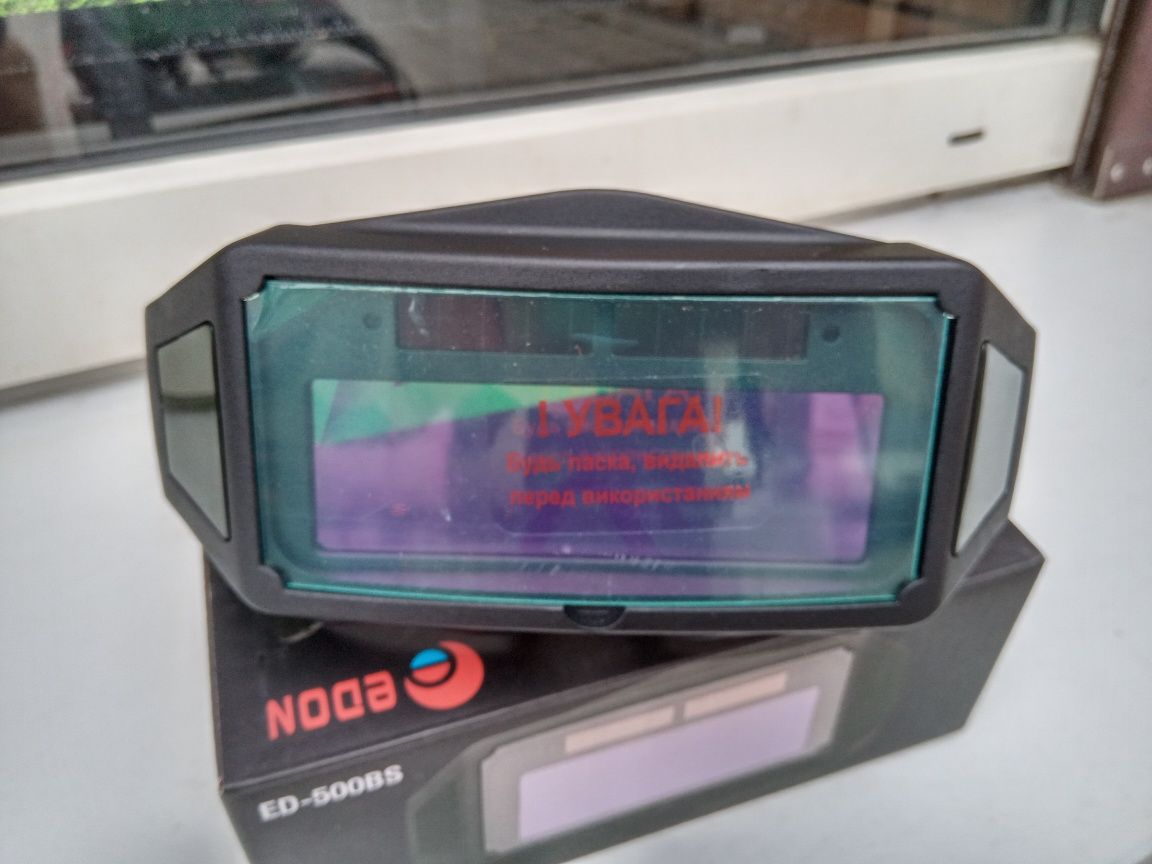 ! УВАГА!
Будь ласка, видаліть
перед використанням
EDON
ED-500BS